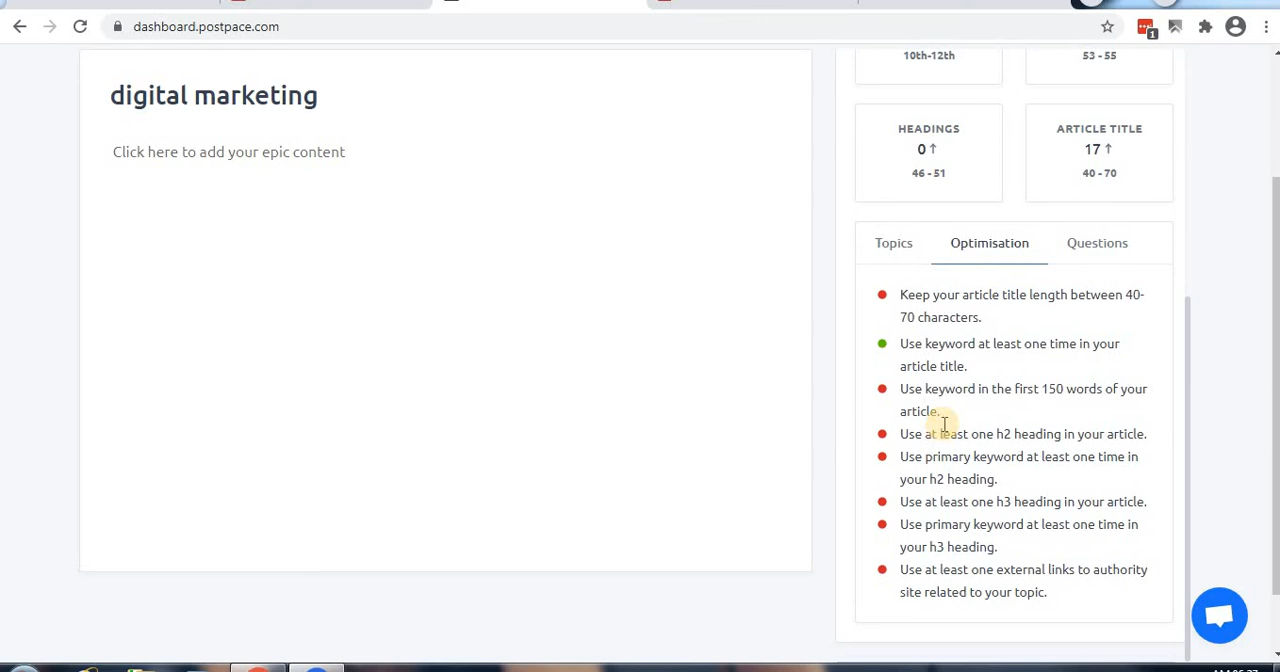 dashboard.postpace.com
1
digital marketing
Click here to add your epic content
10th-12th
53 - 55
HEADINGS
0 ↑
46 - 51
ARTICLE TITLE
17 ↑
40 - 70
Topics
Optimisation
Questions
Keep your article title length between 40-
70 characters.
Use keyword at least one time in your
article title.
Use keyword in the first 150 words of your
article.
Use at least one h2 heading in your article.
Use primary keyword at least one time in
your h2 heading.
Use at least one h3 heading in your article.
Use primary keyword at least one time in
your h3 heading.
Use at least one external links to authority
site related to your topic.